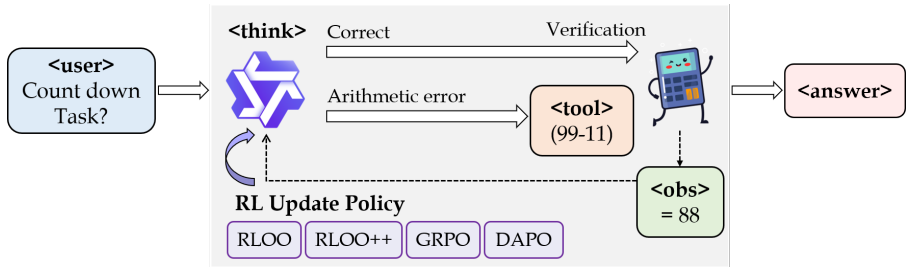 <user>
Count down
Task?
<think>
Correct
Verification
Arithmetic error
<tool>
(99-11)
<answer>
<obs>
= 88
RL Update Policy
RLOO
RLOO++
GRPO
DAPO